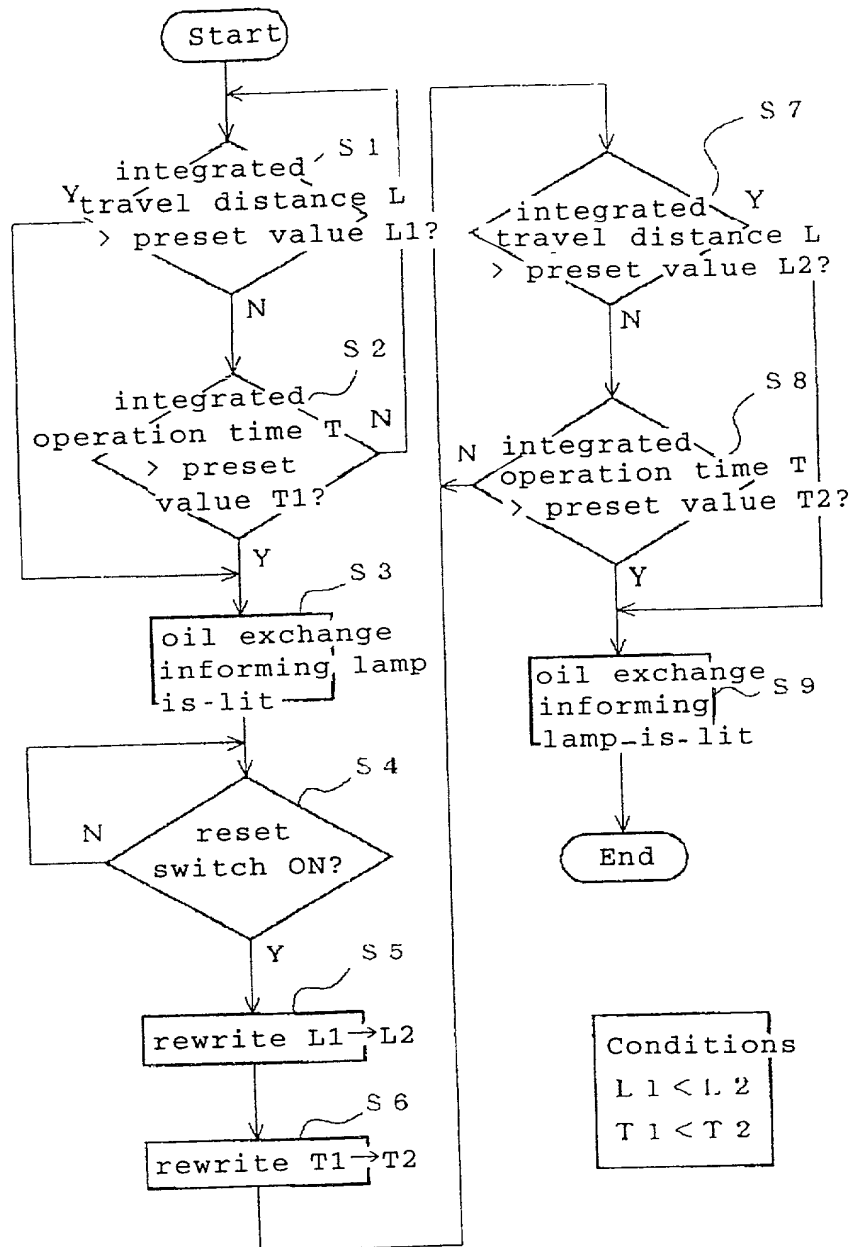 Start
S 1
integrated
Y
travel distance L
> preset value L1?
N
S 2
integrated
operation time T
N
> preset
value T1?
Y
S 3
oil exchange
informing lamp
is lit
S 4
N
reset
switch ON?
Y
S 5
rewrite L1→L2
S 6
rewrite T1→T2
S 7
integrated
Y
travel distance L
> preset value L2?
N
S 8
N
integrated
operation time T
> preset value T2?
Y
oil exchange
S 9
informing
lamp is lit
End
Conditions
L 1 < L 2
T 1 < T 2